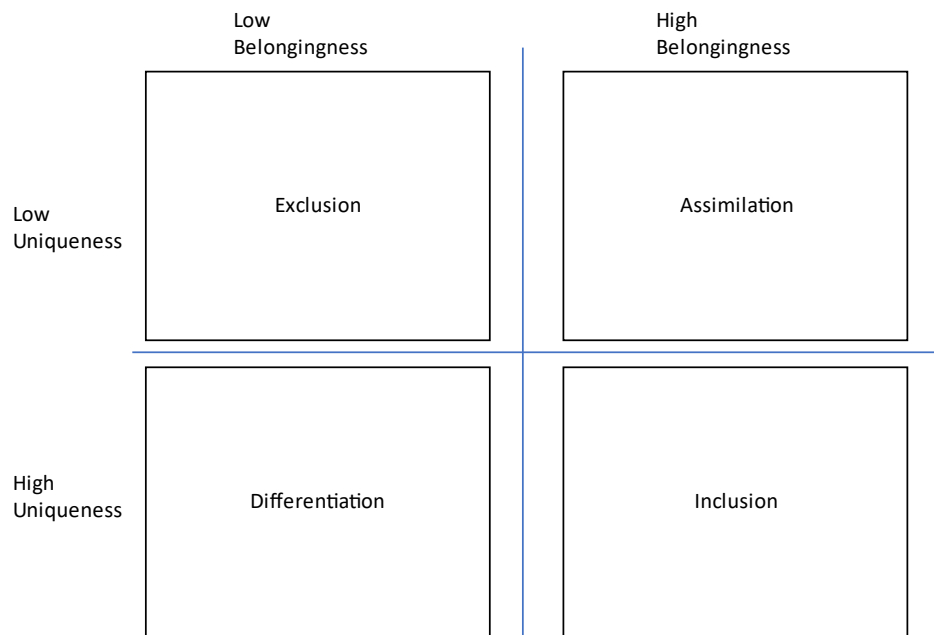 Low
Belongingness
High
Belongingness
Low
Uniqueness
Exclusion
Assimilation
High
Uniqueness
Differentiation
Inclusion